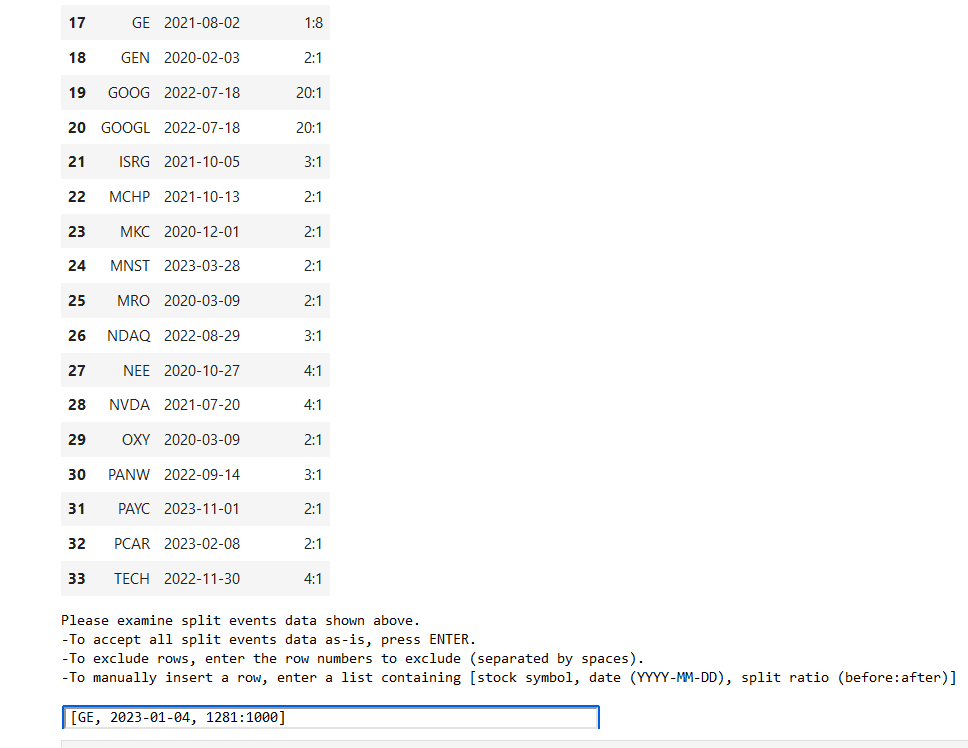 17 GE 2021-08-02 1:8
18 GEN 2020-02-03 2:1
19 GOOG 2022-07-18 20:1
20 GOOGL 2022-07-18 20:1
21 ISRG 2021-10-05 3:1
22 MCHP 2021-10-13 2:1
23 MKC 2020-12-01 2:1
24 MNST 2023-03-28 2:1
25 MRO 2020-03-09 2:1
26 NDAQ 2022-08-29 3:1
27 NEE 2020-10-27 4:1
28 NVDA 2021-07-20 4:1
29 OXY 2020-03-09 2:1
30 PANW 2022-09-14 3:1
31 PAYC 2023-11-01 2:1
32 PCAR 2023-02-08 2:1
33 TECH 2022-11-30 4:1
Please examine split events data shown above.
-To accept all split events data as-is, press ENTER.
-To exclude rows, enter the row numbers to exclude (separated by spaces).
-To manually insert a row, enter a list containing [stock symbol, date (YYYY-MM-DD), split ratio (before:after)]
[GE, 2023-01-04, 1281:1000]